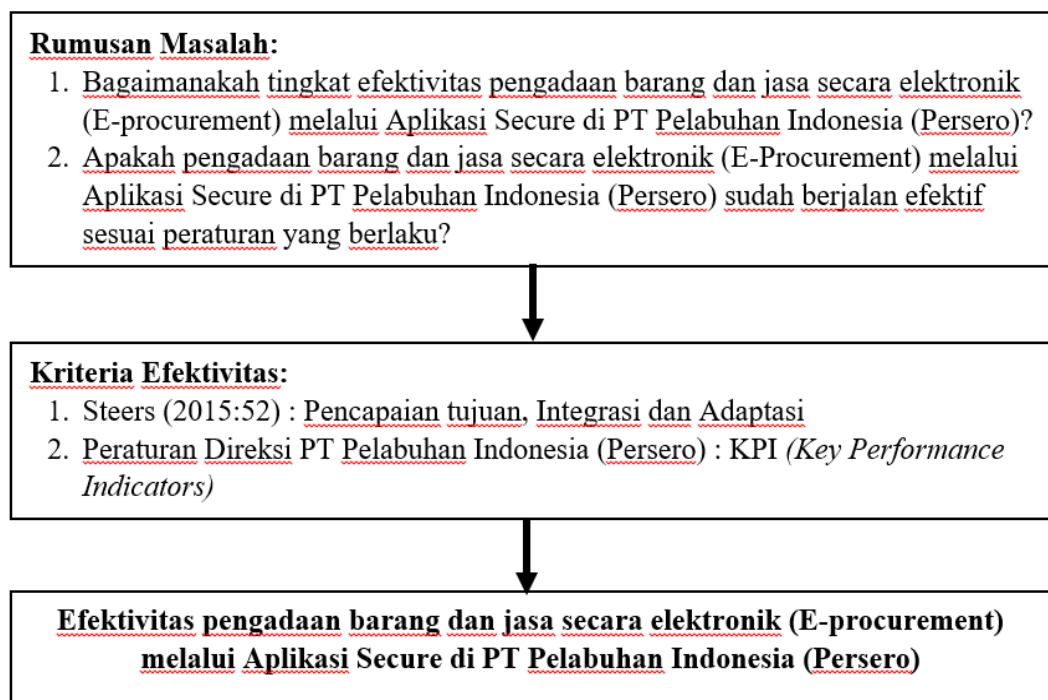 Rumusan Masalah:
1. Bagaimanakah tingkat efektivitas pengadaan barang dan jasa secara elektronik
(E-procurement) melalui Aplikasi Secure di PT Pelabuhan Indonesia (Persero)?
2. Apakah pengadaan barang dan jasa secara elektronik (E-Procurement) melalui
Aplikasi Secure di PT Pelabuhan Indonesia (Persero) sudah berjalan efektif
sesuai peraturan yang berlaku?
Kriteria Efektivitas:
1. Steers (2015:52) : Pencapaian tujuan, Integrasi dan Adaptasi
2. Peraturan Direksi PT Pelabuhan Indonesia (Persero) : KPI (Key Performance
Indicators)
Efektivitas pengadaan barang dan jasa secara elektronik (E-procurement)
melalui Aplikasi Secure di PT Pelabuhan Indonesia (Persero)